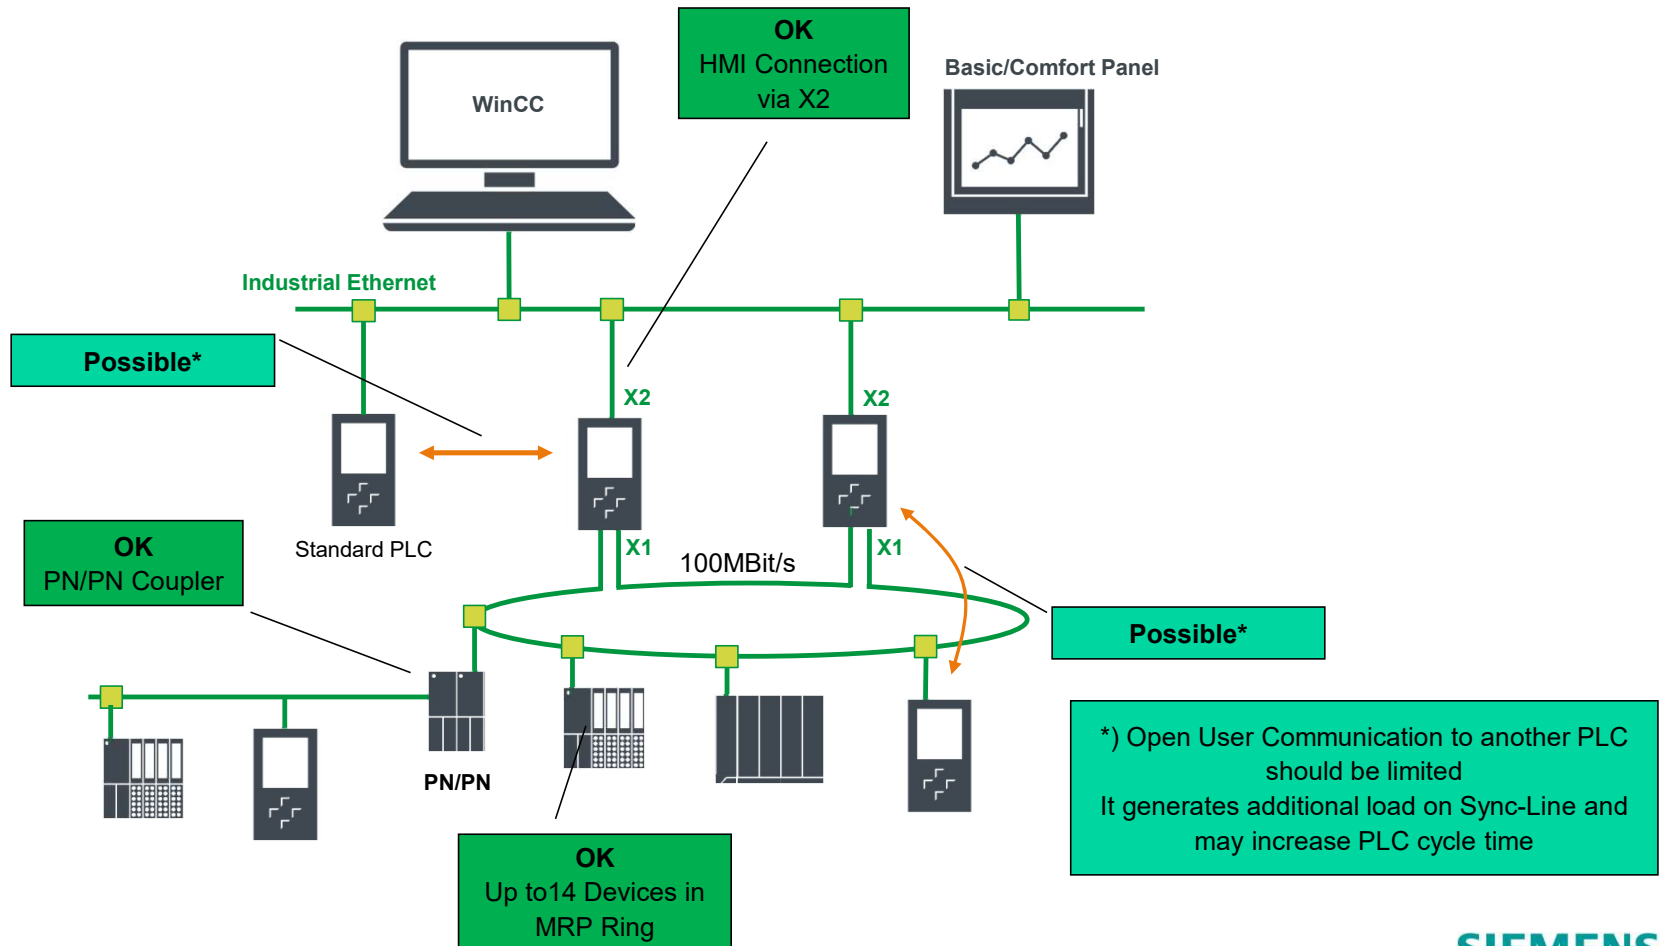 OK
HMI Connection
via X2
Basic/Comfort Panel
WinCC
Industrial Ethernet
Possible*
X2
X2
OK
PN/PN Coupler
Standard PLC
X1
100MBit/s
X1
Possible*
PN/PN
*) Open User Communication to another PLC
should be limited
It generates additional load on Sync-Line and
may increase PLC cycle time
OK
Up to14 Devices in
MRP Ring
SIEMENS